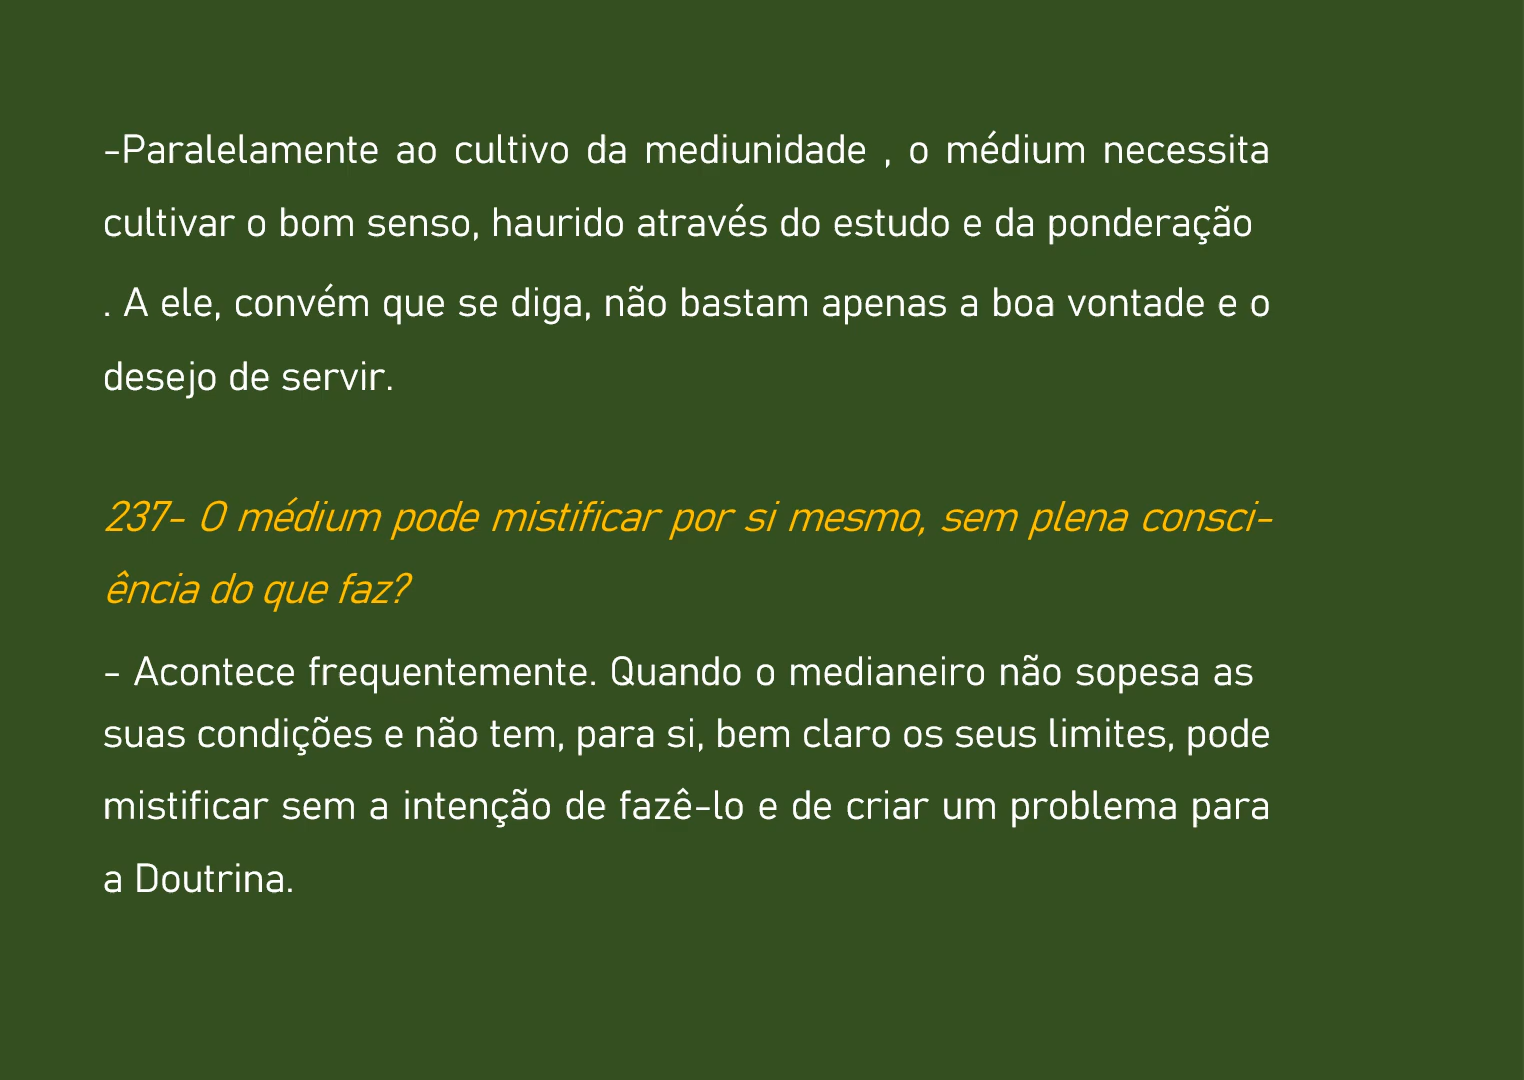 -Paralelamente ao cultivo da mediunidade , o médium necessita
cultivar o bom senso, haurido através do estudo e da ponderação
. A ele, convém que se diga, não bastam apenas a boa vontade e o
desejo de servir.
237- O médium pode mistificar por si mesmo, sem plena consci-
ência do que faz?
- Acontece frequentemente. Quando o medianeiro não sopesa as
suas condições e não tem, para si, bem claro os seus limites, pode
mistificar sem a intenção de fazê-lo e de criar um problema para
a Doutrina.